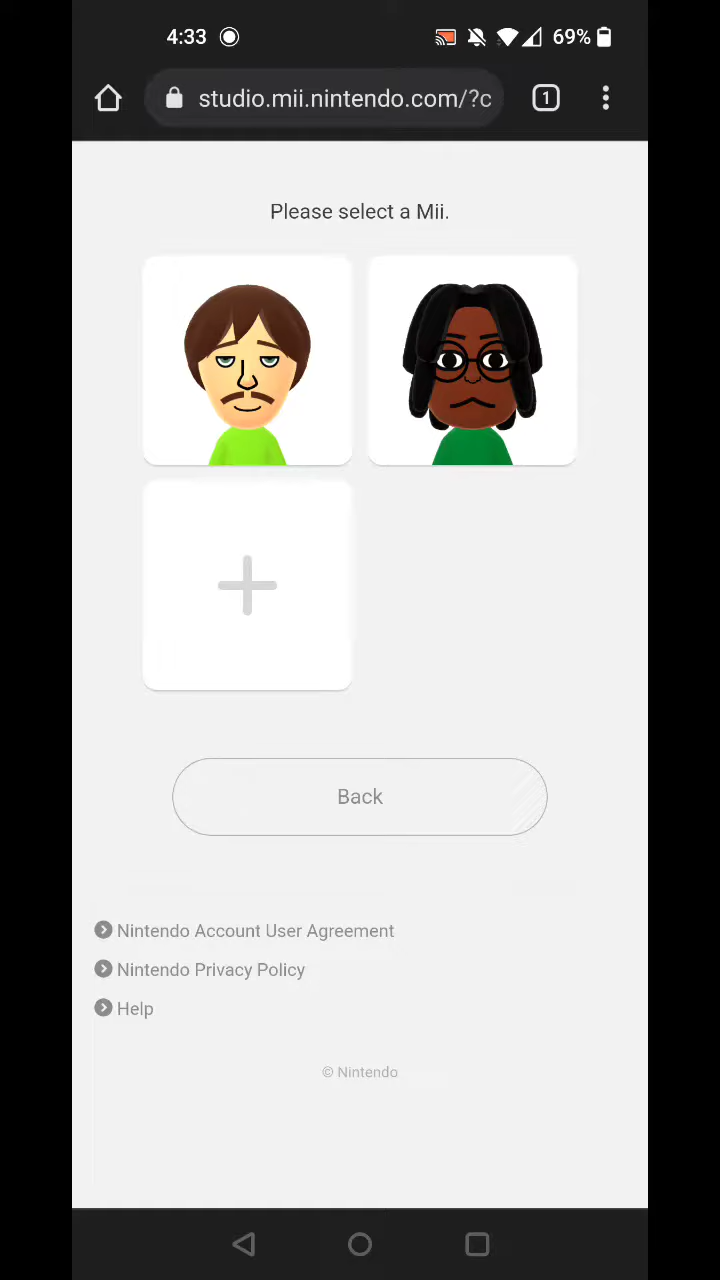 4:33
69%
studio.mii.nintendo.com/?c
1
Please select a Mii.
Back
Nintendo Account User Agreement
Nintendo Privacy Policy
Help
© Nintendo